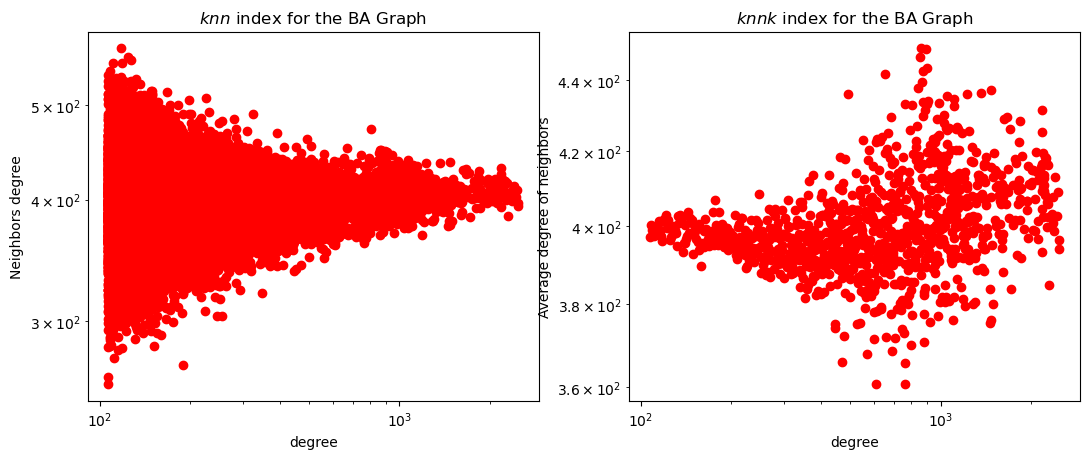 knn index for the BA Graph
Neighbors degree
5 × 10²
4 × 10²
3 × 10²
10²
10³
degree
knnk index for the BA Graph
Average degree of neighbors
4.4 × 10²
4.2 × 10²
4 × 10²
3.8 × 10²
3.6 × 10²
10²
10³
degree